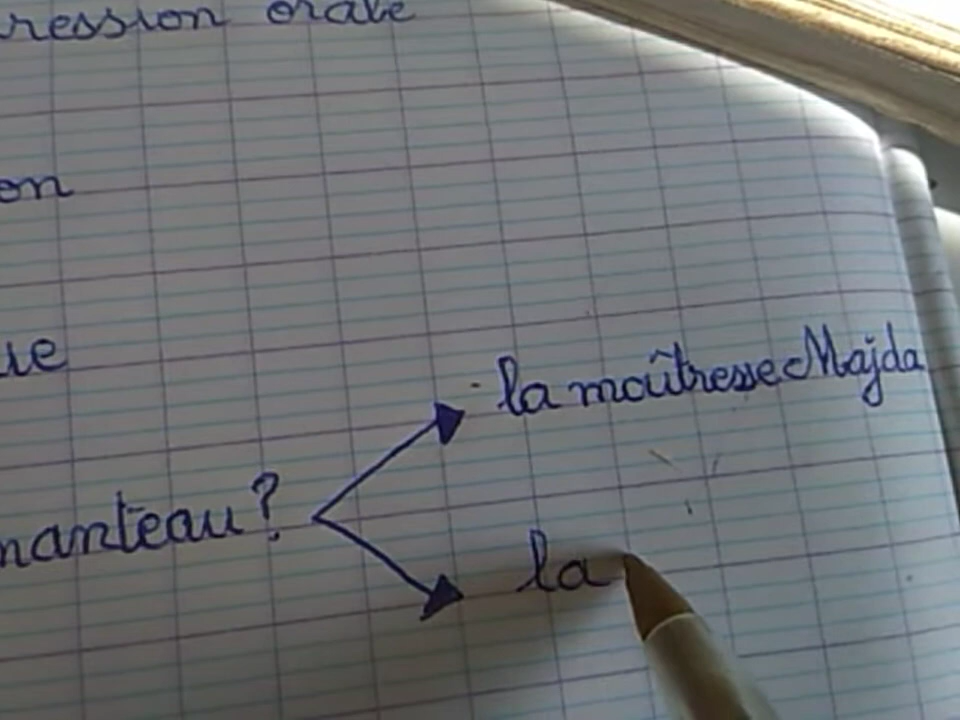 ression orale
on
ue
la maîtresse Majda
manteau ?
la